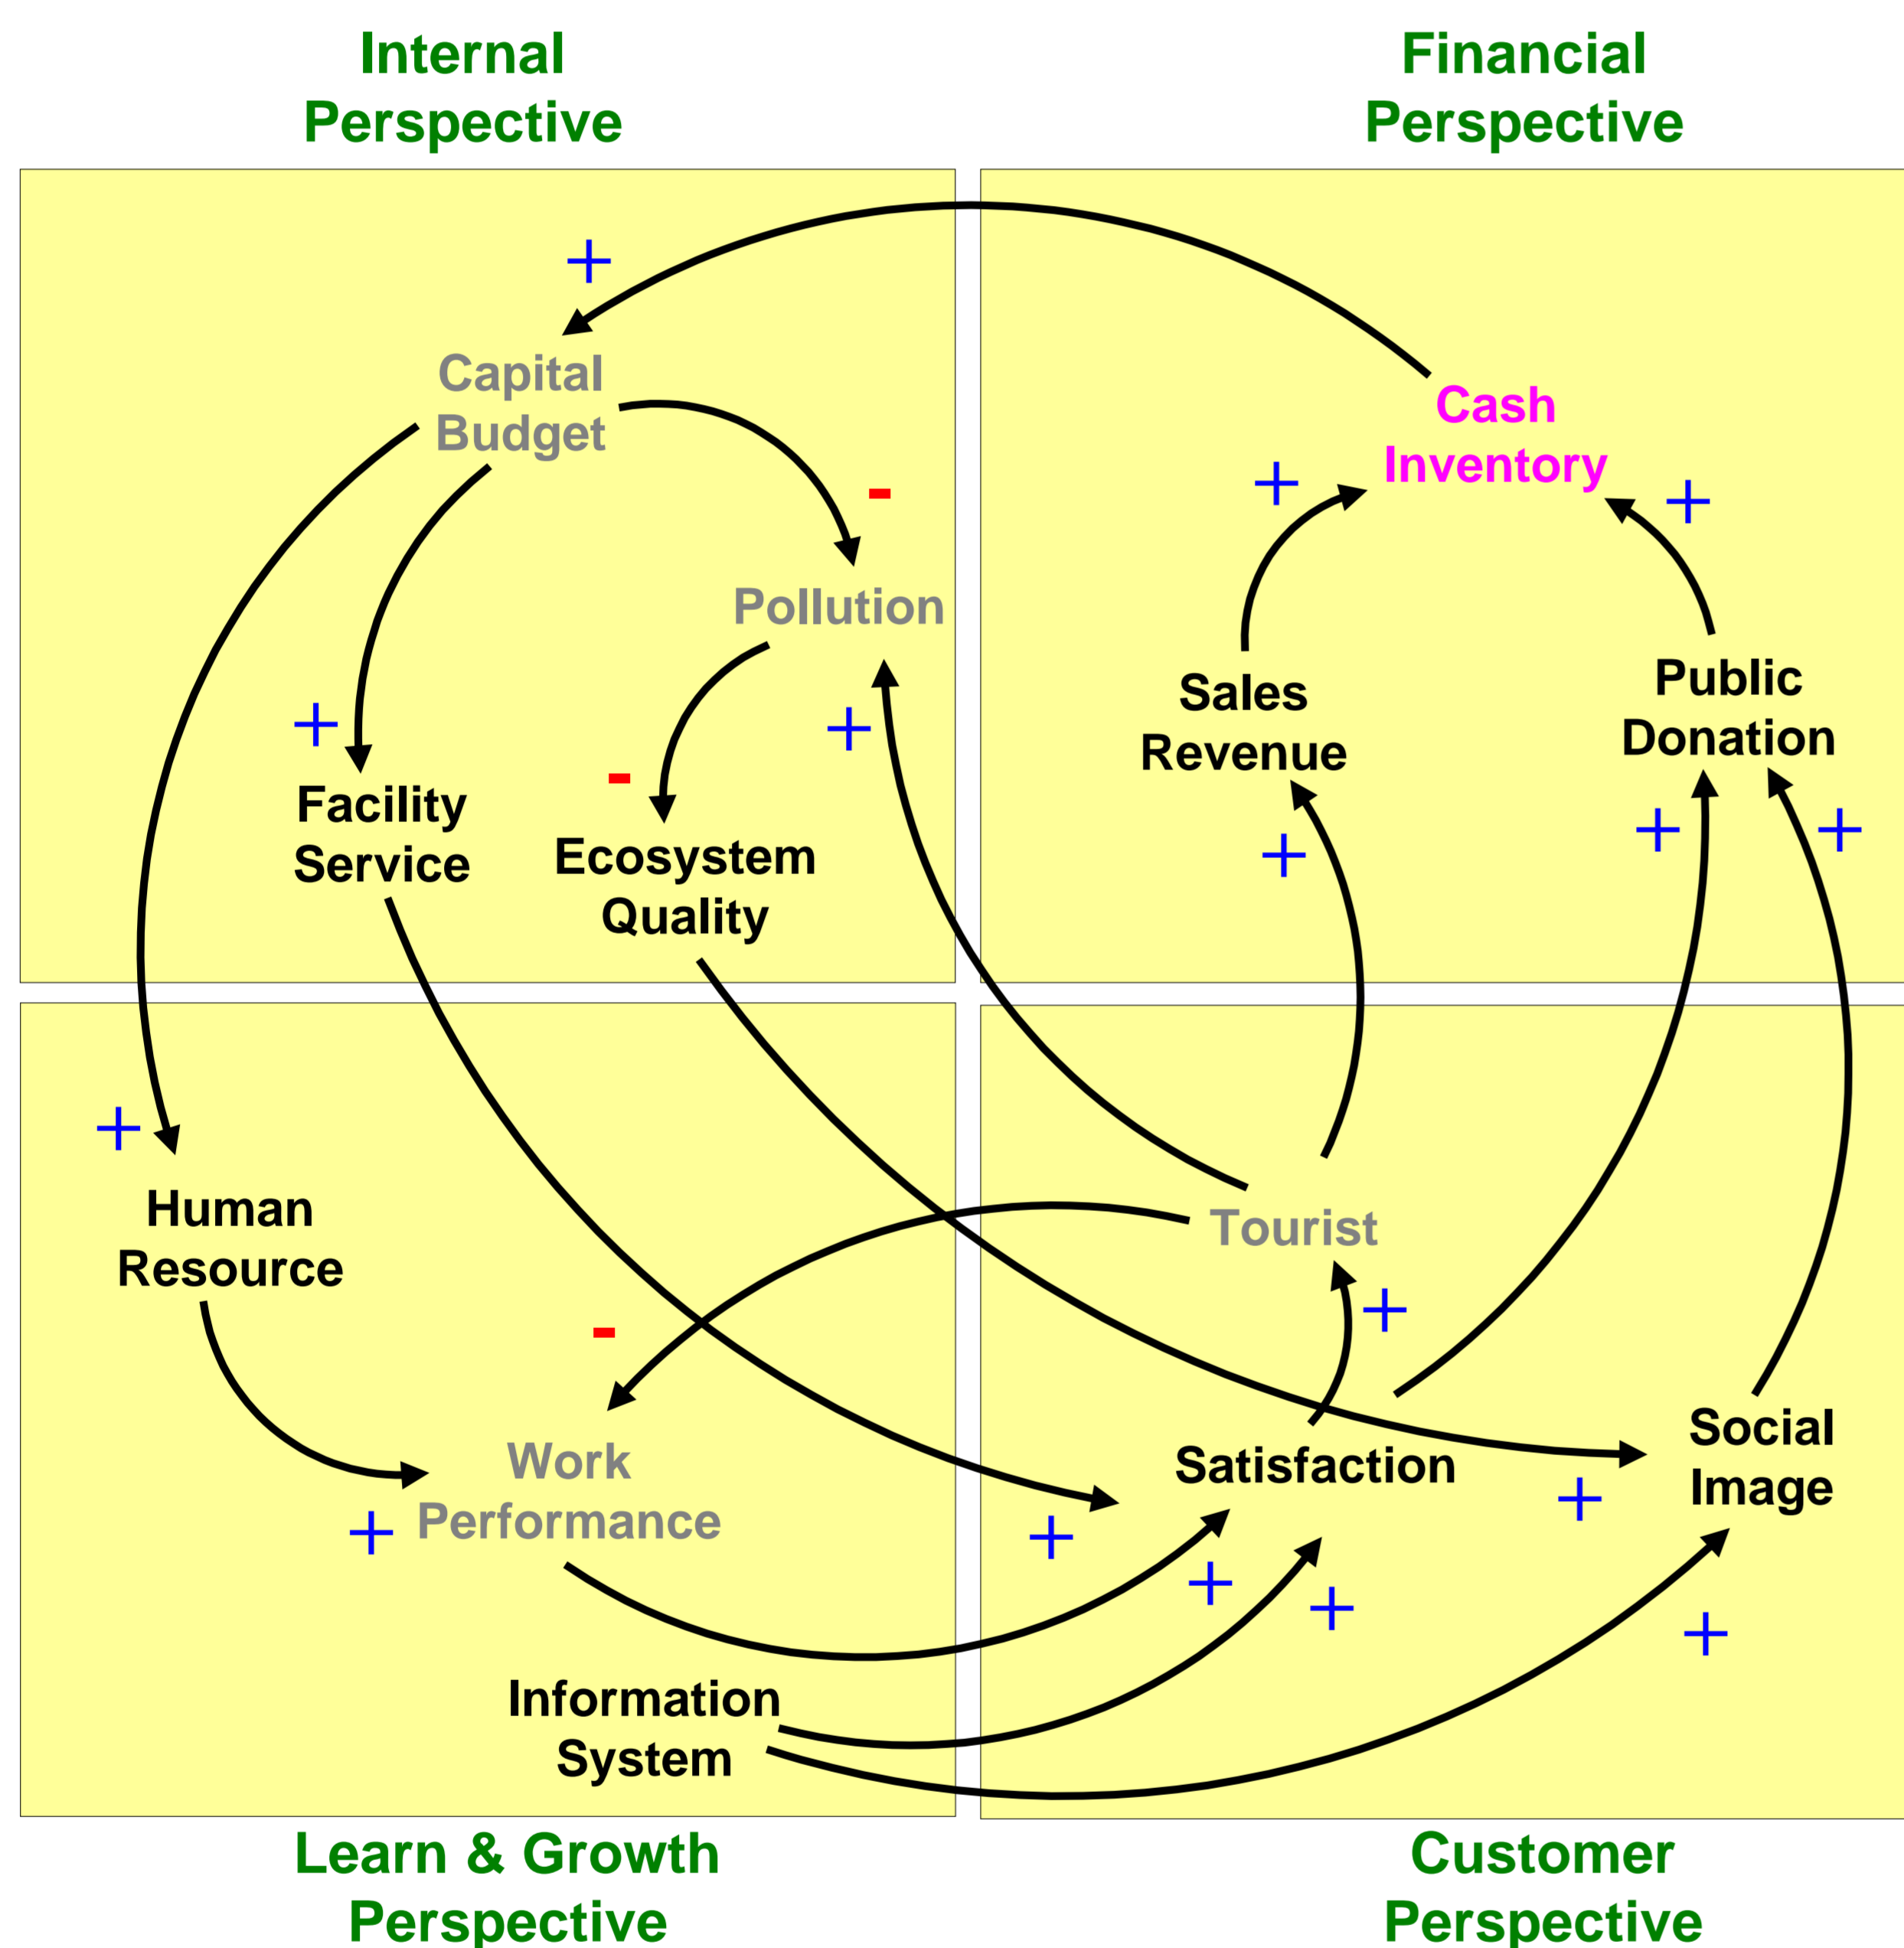 Internal
Perspective
Financial
Perspective
+
Capital
Budget
-
Cash
Inventory
+
+
Pollution
Sales
Revenue
Public
Donation
+
-
+
Facility
Service
Ecosystem
Quality
+
+
+
+
Human
Resource
Tourist
-
+
Work
Performance
Satisfaction
Social
Image
+
+
+
+
+
+
Information
System
Learn & Growth
Perspective
Customer
Perspective